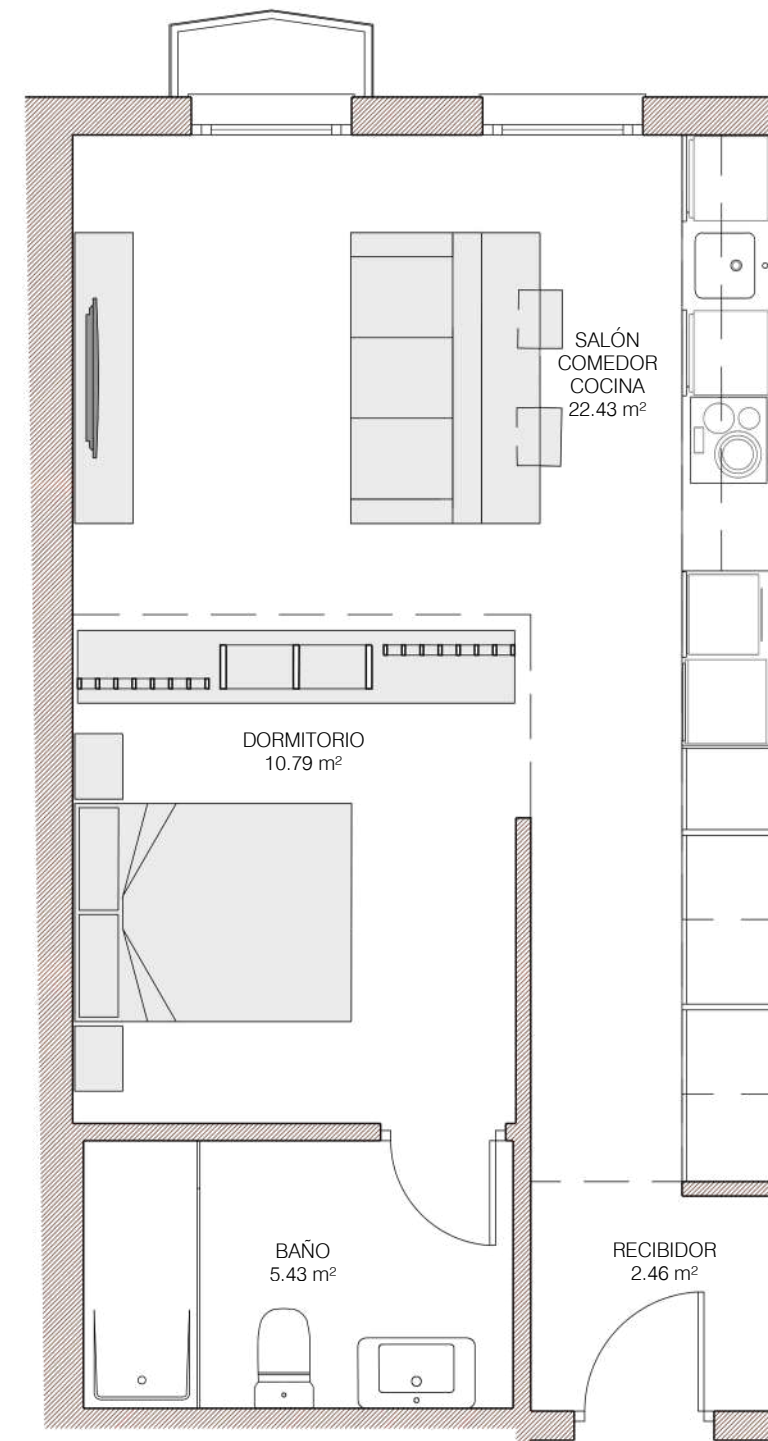 SALÓN
COMEDOR
COCINA
22.43 m²
DORMITORIO
10.79 m²
BAÑO
5.43 m²
RECIBIDOR
2.46 m²